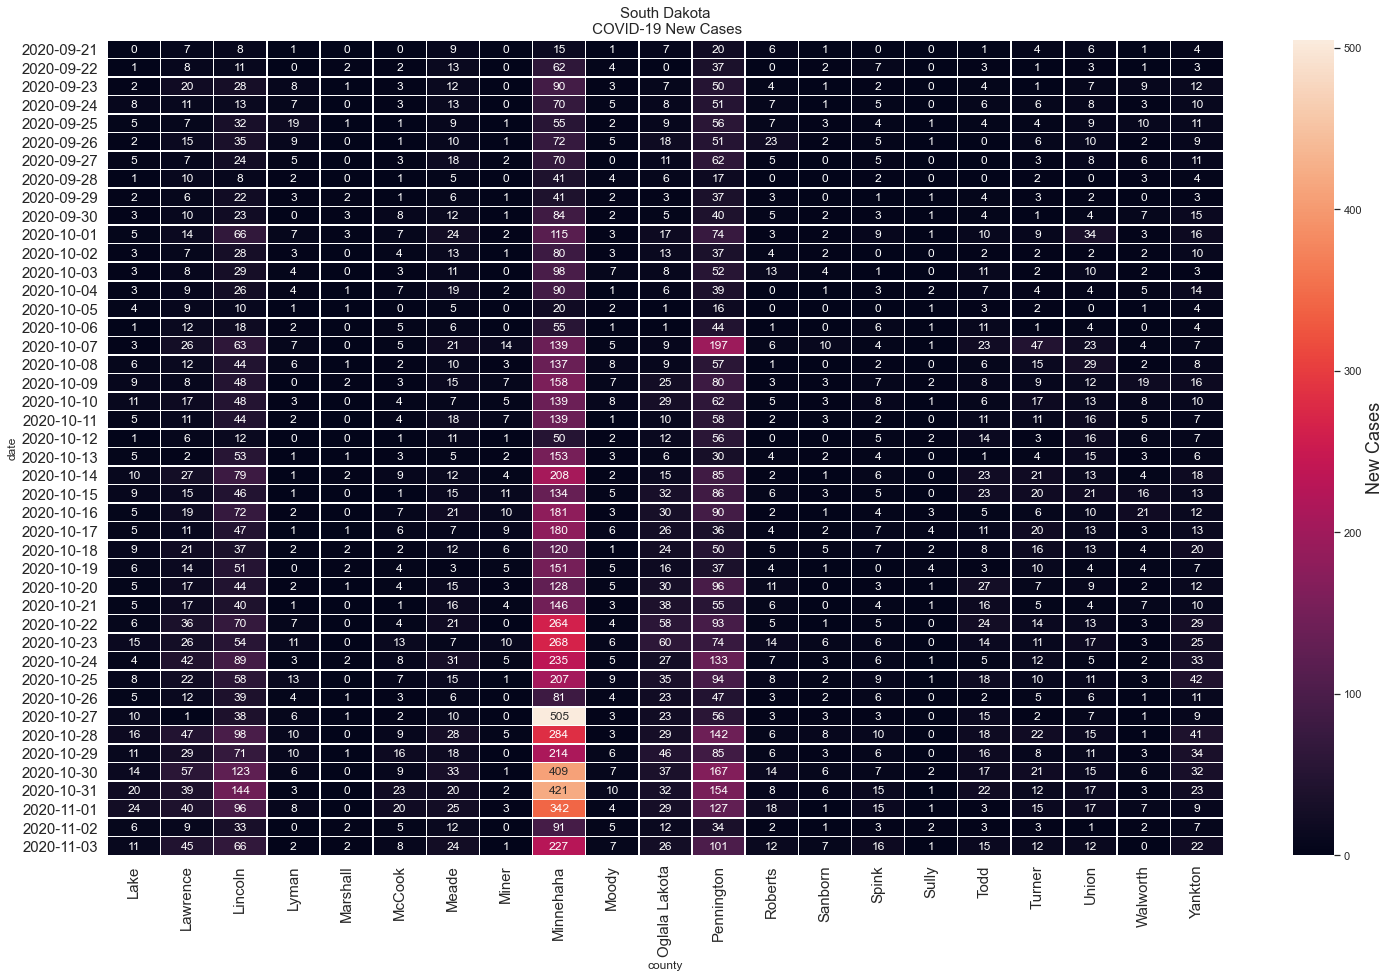 South Dakota
COVID-19 New Cases
2020-09-21 0 7 8 1 0 0 9 0 15 1 7 20 6 1 0 0 1 4 6 1 4
2020-09-22 1 8 11 0 2 2 13 0 62 4 0 37 0 2 7 0 3 1 3 1 3
2020-09-23 2 20 28 8 1 3 12 0 90 3 7 50 4 1 2 0 4 1 7 9 12
2020-09-24 8 11 13 7 0 3 13 0 70 5 8 51 7 1 5 0 6 6 8 3 10
2020-09-25 5 7 32 19 1 1 9 1 55 2 9 56 7 3 4 1 4 4 9 10 11
2020-09-26 2 15 35 9 0 1 10 1 72 5 18 51 23 2 5 1 0 6 10 2 9
2020-09-27 5 7 24 5 0 3 18 2 70 0 11 62 5 0 5 0 0 3 8 6 11
2020-09-28 1 10 8 2 0 1 5 0 41 4 6 17 0 0 2 0 0 2 0 3 4
2020-09-29 2 6 22 3 2 1 6 1 41 2 3 37 3 0 1 1 4 3 2 0 3
2020-09-30 3 10 23 0 3 8 12 1 84 2 5 40 5 2 3 1 4 1 4 7 15
2020-10-01 5 14 66 7 3 7 24 2 115 3 17 74 3 2 9 1 10 9 34 3 16
2020-10-02 3 7 28 3 0 4 13 1 80 3 13 37 4 2 0 0 2 2 2 2 10
2020-10-03 3 8 29 4 0 3 11 0 98 7 8 52 13 4 1 0 11 2 10 2 3
2020-10-04 3 9 26 4 1 7 19 2 90 1 6 39 0 1 3 2 7 4 4 5 14
2020-10-05 4 9 10 1 1 0 5 0 20 2 1 16 0 0 0 1 3 2 0 1 4
2020-10-06 1 12 18 2 0 5 6 0 55 1 1 44 1 0 6 1 11 1 4 0 4
2020-10-07 3 26 63 7 0 5 21 14 139 5 9 197 6 10 4 1 23 47 23 4 7
2020-10-08 6 12 44 6 1 2 10 3 137 8 9 57 1 0 2 0 6 15 29 2 8
2020-10-09 9 8 48 0 2 3 15 7 158 7 25 80 3 3 7 2 8 9 12 19 16
2020-10-10 11 17 48 3 0 4 7 5 139 8 29 62 5 3 8 1 6 17 13 8 10
2020-10-11 5 11 44 2 0 4 18 7 139 1 10 58 2 3 2 0 11 11 16 5 7
2020-10-12 1 6 12 0 0 1 11 1 50 2 12 56 0 0 5 2 14 3 16 6 7
2020-10-13 5 2 53 1 1 3 5 2 153 3 6 30 4 2 4 0 1 4 15 3 6
2020-10-14 10 27 79 1 2 9 12 4 208 2 15 85 2 1 6 0 23 21 13 4 18
2020-10-15 9 15 46 1 0 1 15 11 134 5 32 86 6 3 5 0 23 20 21 16 13
2020-10-16 5 19 72 2 0 7 21 10 181 3 30 90 2 1 4 3 5 6 10 21 12
2020-10-17 5 11 47 1 1 6 7 9 180 6 26 36 4 2 7 4 11 20 13 3 13
2020-10-18 9 21 37 2 2 2 12 6 120 1 24 50 5 5 7 2 8 16 13 4 20
2020-10-19 6 14 51 0 2 4 3 5 151 5 16 37 4 1 0 4 3 10 4 4 7
2020-10-20 5 17 44 2 1 4 15 3 128 5 30 96 11 0 3 1 27 7 9 2 12
2020-10-21 5 17 40 1 0 1 16 4 146 3 38 55 6 0 4 1 16 5 4 7 10
2020-10-22 6 36 70 7 0 4 21 0 264 4 58 93 5 1 5 0 24 14 13 3 29
2020-10-23 15 26 54 11 0 13 7 10 268 6 60 74 14 6 6 0 14 11 17 3 25
2020-10-24 4 42 89 3 2 8 31 5 235 5 27 133 7 3 6 1 5 12 5 2 33
2020-10-25 8 22 58 13 0 7 15 1 207 9 35 94 8 2 9 1 18 10 11 3 42
2020-10-26 5 12 39 4 1 3 6 0 81 4 23 47 3 2 6 0 2 5 6 1 11
2020-10-27 10 1 38 6 1 2 10 0 505 3 23 56 3 3 3 0 15 2 7 1 9
2020-10-28 16 47 98 10 0 9 28 5 284 3 29 142 6 8 10 0 18 22 15 1 41
2020-10-29 11 29 71 10 1 16 18 0 214 6 46 85 6 3 6 0 16 8 11 3 34
2020-10-30 14 57 123 6 0 9 33 1 409 7 37 167 14 6 7 2 17 21 15 6 32
2020-10-31 20 39 144 3 0 23 20 2 421 10 32 154 8 6 15 1 22 12 17 3 23
2020-11-01 24 40 96 8 0 20 25 3 342 4 29 127 18 1 15 1 3 15 17 7 9
2020-11-02 6 9 33 0 2 5 12 0 91 5 12 34 2 1 3 2 3 3 1 2 7
2020-11-03 11 45 66 2 2 8 24 1 227 7 26 101 12 7 16 1 15 12 12 0 22
date
Lake Lawrence Lincoln Lyman Marshall McCook Meade Miner Minnehaha Moody Oglala Lakota Pennington Roberts Sanborn Spink Sully Todd Turner Union Walworth Yankton
county
500
400
300
200
100
0
New Cases